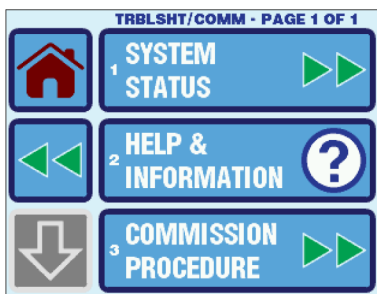 TRBLSHT/COMM - PAGE 1 OF 1
1 SYSTEM
STATUS
2 HELP &
INFORMATION
?
3 COMMISSION
PROCEDURE